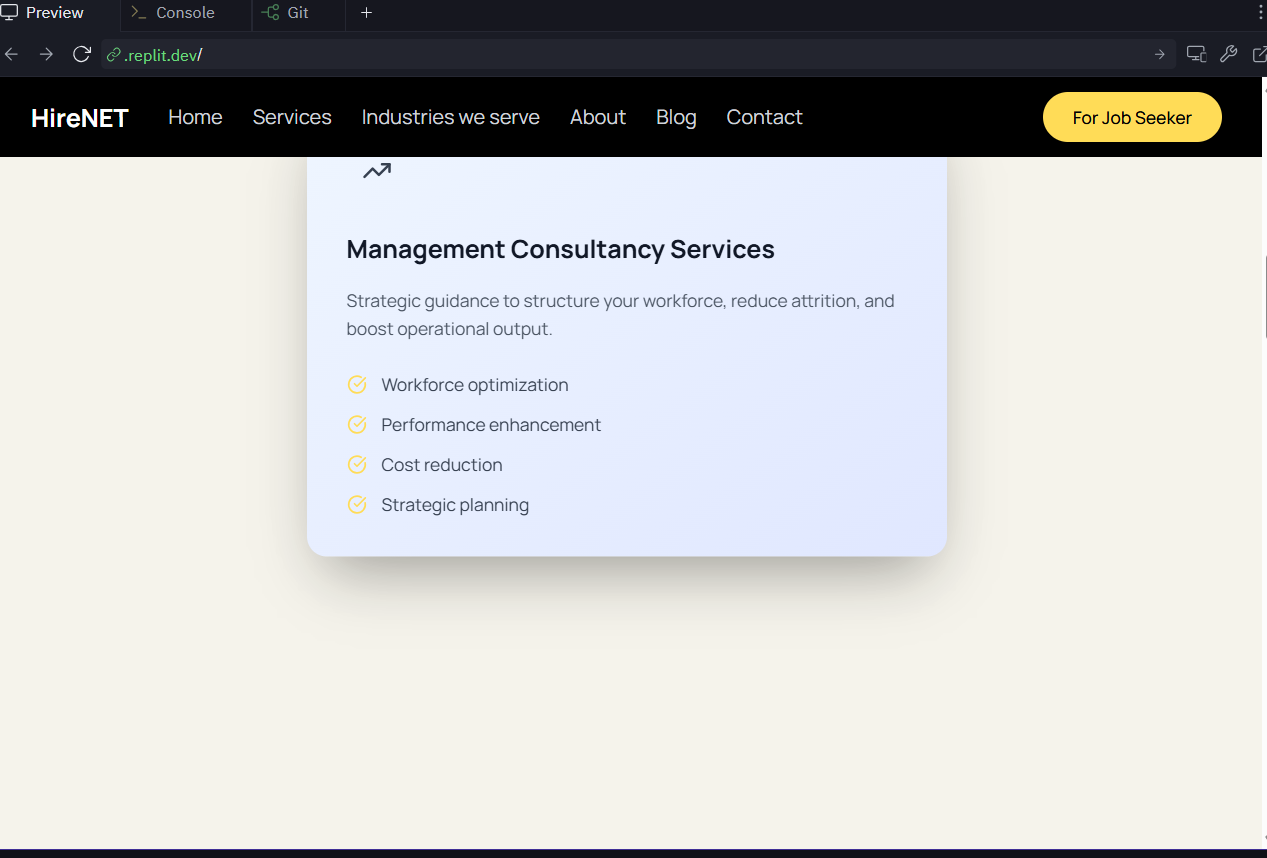 Preview
Console
Git
.replit.dev/
HireNET
Home
Services
Industries we serve
About
Blog
Contact
For Job Seeker
Management Consultancy Services
Strategic guidance to structure your workforce, reduce attrition, and
boost operational output.
Workforce optimization
Performance enhancement
Cost reduction
Strategic planning